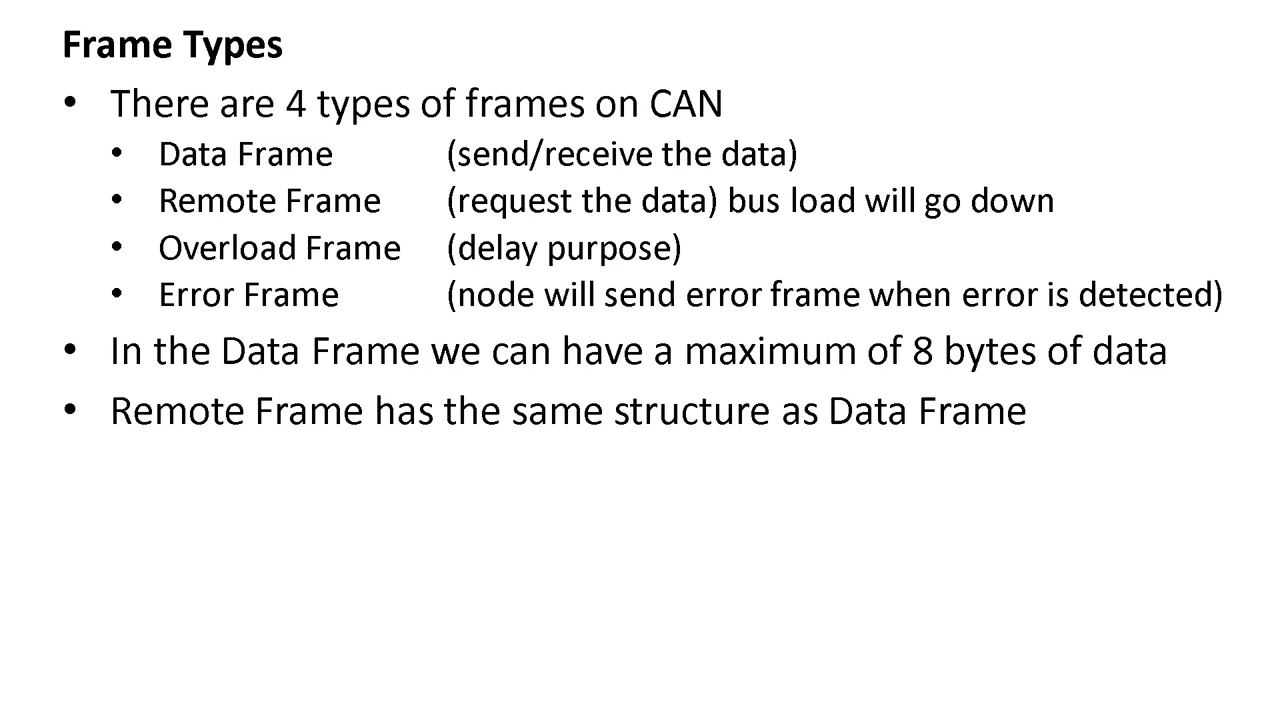 Frame Types
• There are 4 types of frames on CAN
• Data Frame (send/receive the data)
• Remote Frame (request the data) bus load will go down
• Overload Frame (delay purpose)
• Error Frame (node will send error frame when error is detected)
• In the Data Frame we can have a maximum of 8 bytes of data
• Remote Frame has the same structure as Data Frame